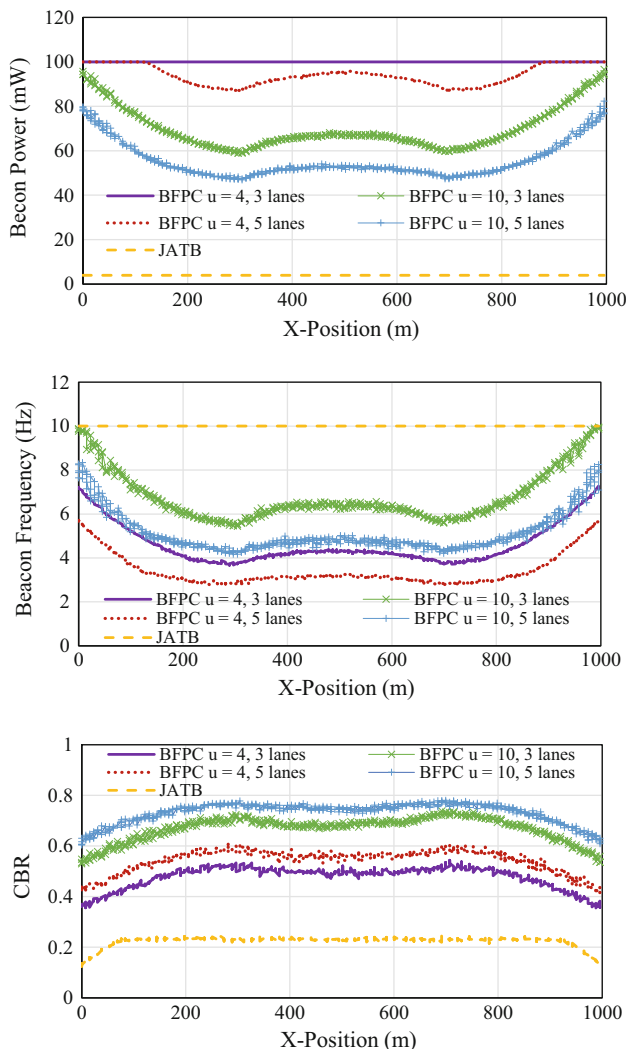 120
100
80
60
40
20
0
Becon Power (mW)
BFPC u = 4, 3 lanes
BFPC u = 10, 3 lanes
BFPC u = 4, 5 lanes
BFPC u = 10, 5 lanes
JATB
0 200 400 600 800 1000
X-Position (m)
12
10
8
6
4
2
0
Beacon Frequency (Hz)
BFPC u = 4, 3 lanes
BFPC u = 10, 3 lanes
BFPC u = 4, 5 lanes
BFPC u = 10, 5 lanes
JATB
0 200 400 600 800 1000
X-Position (m)
1
0.8
0.6
0.4
0.2
0
CBR
BFPC u = 4, 3 lanes
BFPC u = 10, 3 lanes
BFPC u = 4, 5 lanes
BFPC u = 10, 5 lanes
JATB
0 200 400 600 800 1000
X-Position (m)